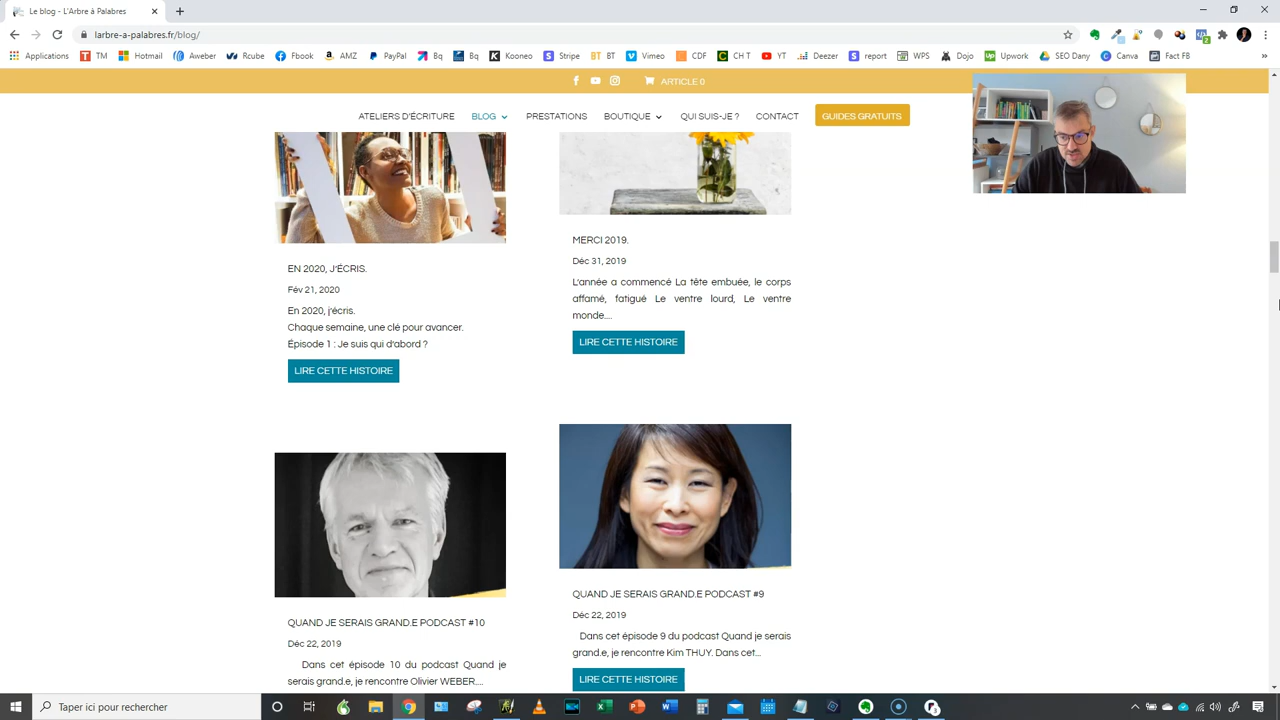 Le blog - L'Arbre à Palabres
larbre-a-palabres.fr/blog/
Applications TM Hotmail Aweber Rcube Fbook AMZ PayPal Bq Bq Kooneo Stripe BT Vimeo CDF CH T YT Deezer report WPS Dojo Upwork SEO Dany Canva Fact FB
ARTICLE 0
ATELIERS D'ÉCRITURE BLOG PRESTATIONS BOUTIQUE QUI SUIS-JE ? CONTACT GUIDES GRATUITS
EN 2020, J'ÉCRIS.
Fév 21, 2020
En 2020, j'écris.
Chaque semaine, une clé pour avancer.
Épisode 1 : Je suis qui d'abord ?
LIRE CETTE HISTOIRE
MERCI 2019.
Déc 31, 2019
L'année a commencé La tête embuée, le corps
affamé, fatigué Le ventre lourd, Le ventre
monde....
LIRE CETTE HISTOIRE
QUAND JE SERAIS GRAND.E PODCAST #10
Déc 22, 2019
Dans cet épisode 10 du podcast Quand je
serais grand.e, je rencontre Olivier WEBER....
QUAND JE SERAIS GRAND.E PODCAST #9
Déc 22, 2019
Dans cet épisode 9 du podcast Quand je serais
grand.e, je rencontre Kim THUY. Dans cet...
LIRE CETTE HISTOIRE
Taper ici pour rechercher